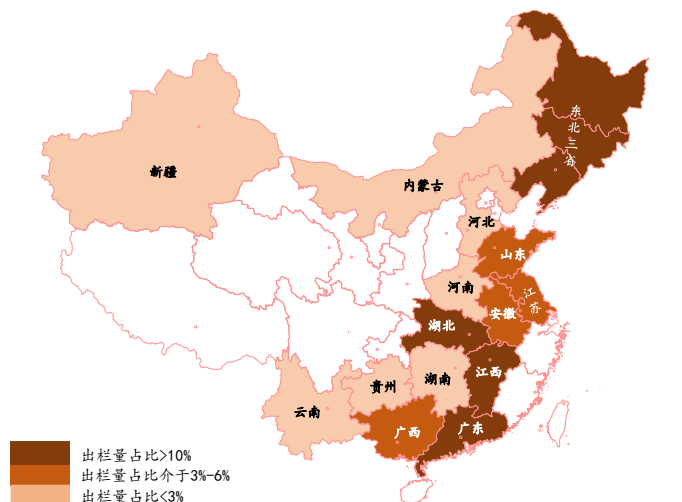 东北三省
新疆
内蒙古
河北
山东
河南
江苏
安徽
湖北
江西
湖南
贵州
云南
广西
广东
出栏量占比>10%
出栏量占比介于3%-6%
出栏量占比<3%